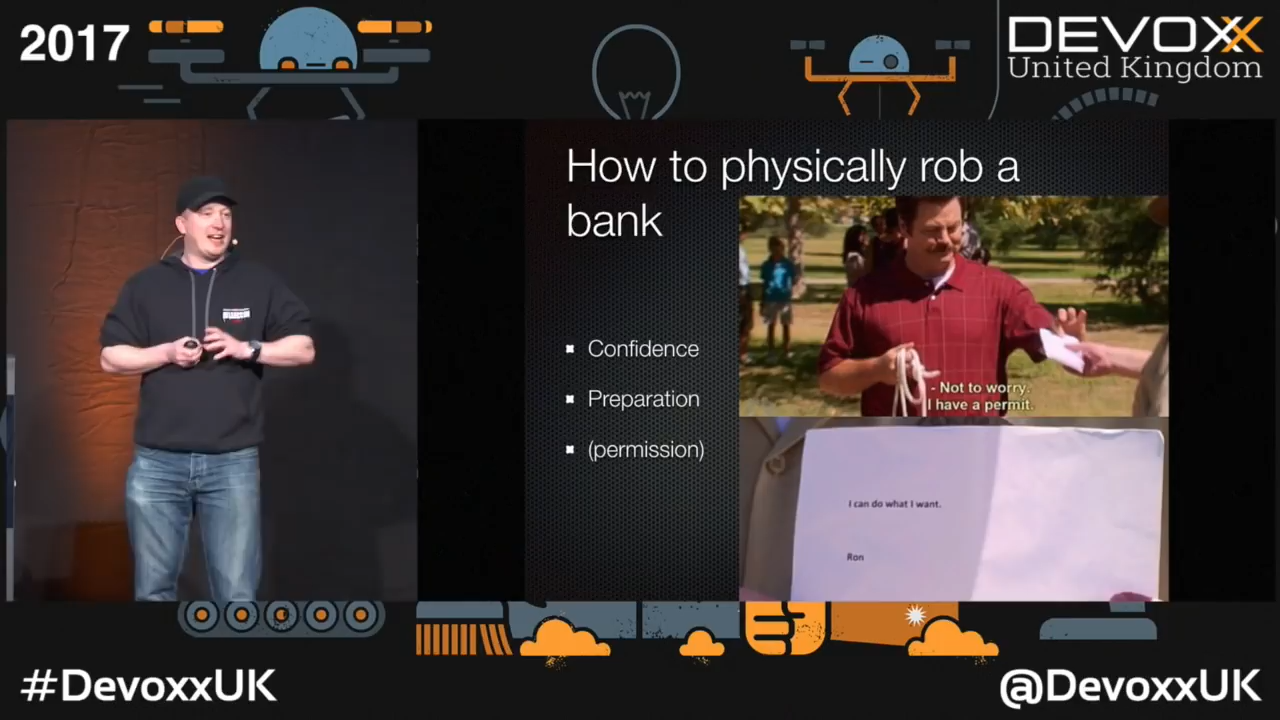 2017
DEVOXX
United Kingdom
How to physically rob a
bank
Confidence
Preparation
(permission)
- Not to worry.
I have a permit.
I can do what I want.
Ron
#DevoxxUK
@DevoxxUK